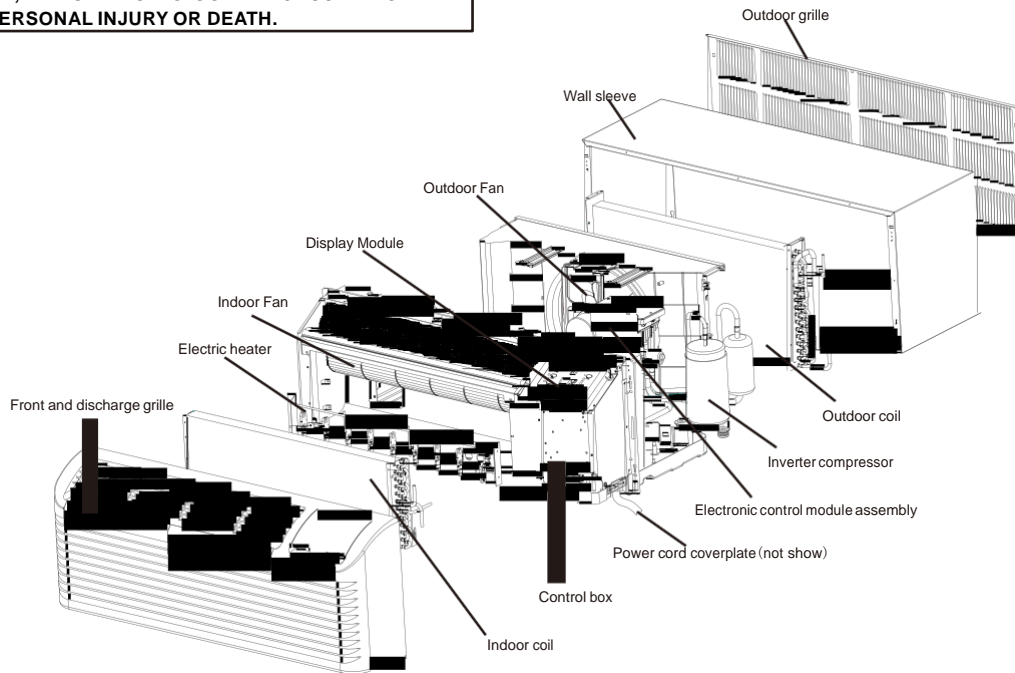 PERSONAL INJURY OR DEATH.
Outdoor grille
Wall sleeve
Outdoor Fan
Display Module
Indoor Fan
Electric heater
Front and discharge grille
Outdoor coil
Inverter compressor
Electronic control module assembly
Power cord coverplate(not show)
Control box
Indoor coil